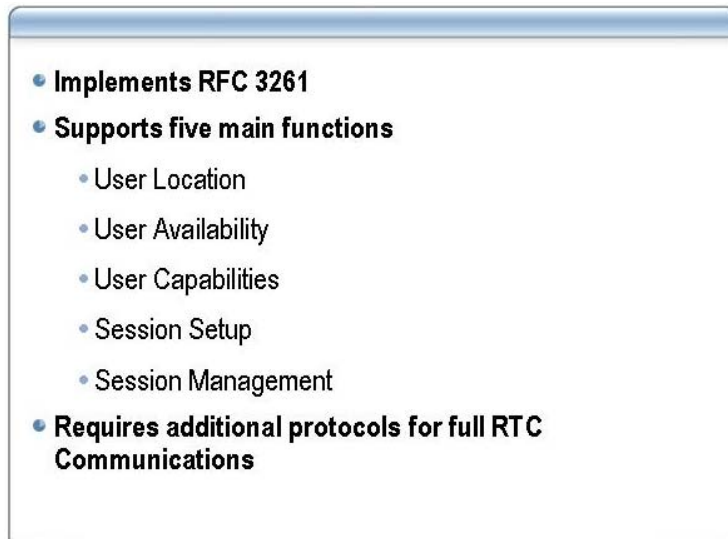 Implements RFC 3261
Supports five main functions
User Location
User Availability
User Capabilities
Session Setup
Session Management
Requires additional protocols for full RTC
Communications